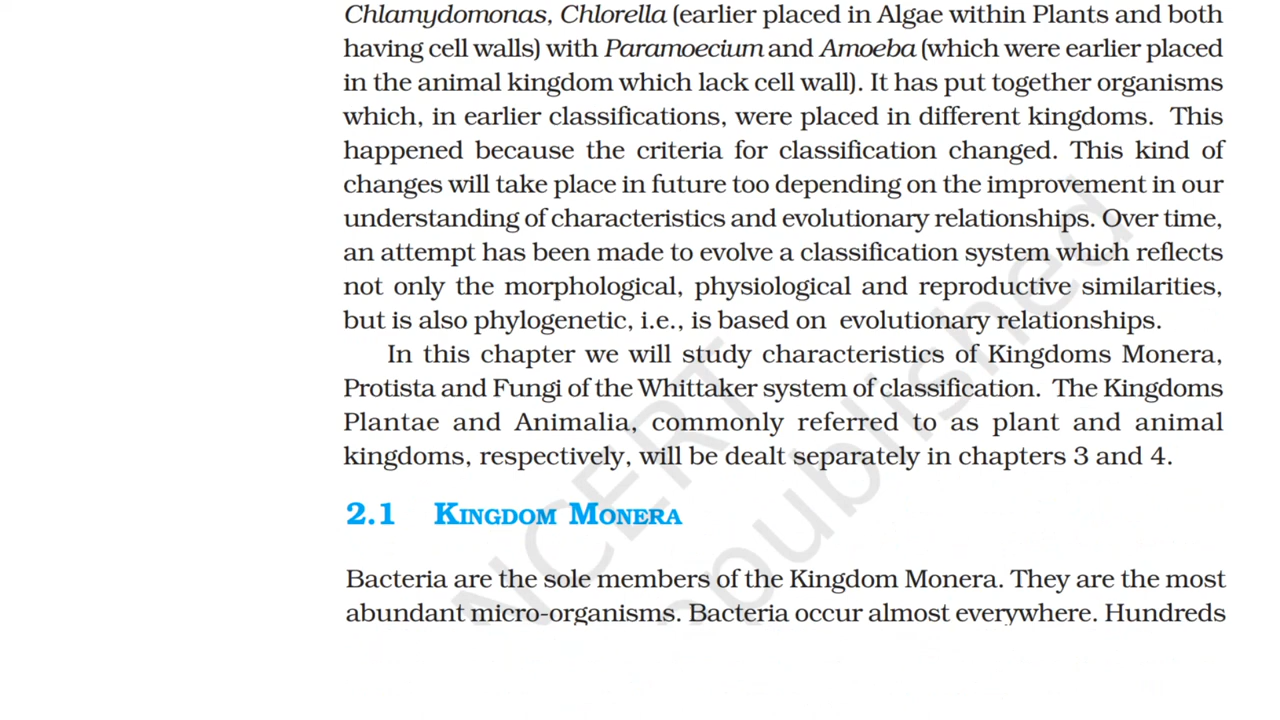 Chlamydomonas, Chlorella (earlier placed in Algae within Plants and both
having cell walls) with Paramoecium and Amoeba (which were earlier placed
in the animal kingdom which lack cell wall). It has put together organisms
which, in earlier classifications, were placed in different kingdoms. This
happened because the criteria for classification changed. This kind of
changes will take place in future too depending on the improvement in our
understanding of characteristics and evolutionary relationships. Over time,
an attempt has been made to evolve a classification system which reflects
not only the morphological, physiological and reproductive similarities,
but is also phylogenetic, i.e., is based on evolutionary relationships.
In this chapter we will study characteristics of Kingdoms Monera,
Protista and Fungi of the Whittaker system of classification. The Kingdoms
Plantae and Animalia, commonly referred to as plant and animal
kingdoms, respectively, will be dealt separately in chapters 3 and 4.
2.1 KINGDOM MONERA
Bacteria are the sole members of the Kingdom Monera. They are the most
abundant micro-organisms. Bacteria occur almost everywhere. Hundreds
NCERT
published